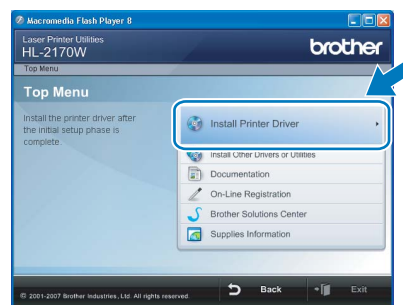 Macromedia Flash Player 8
Laser Printer Utilities
HL-2170W
brother
Top Menu
Top Menu
Install the printer driver after
the initial setup phase is
complete.
Install Printer Driver
Install Other Drivers or Utilities
Documentation
On-Line Registration
Brother Solutions Center
Supplies Information
© 2001-2007 Brother Industries, Ltd. All rights reserved.
Back
Exit